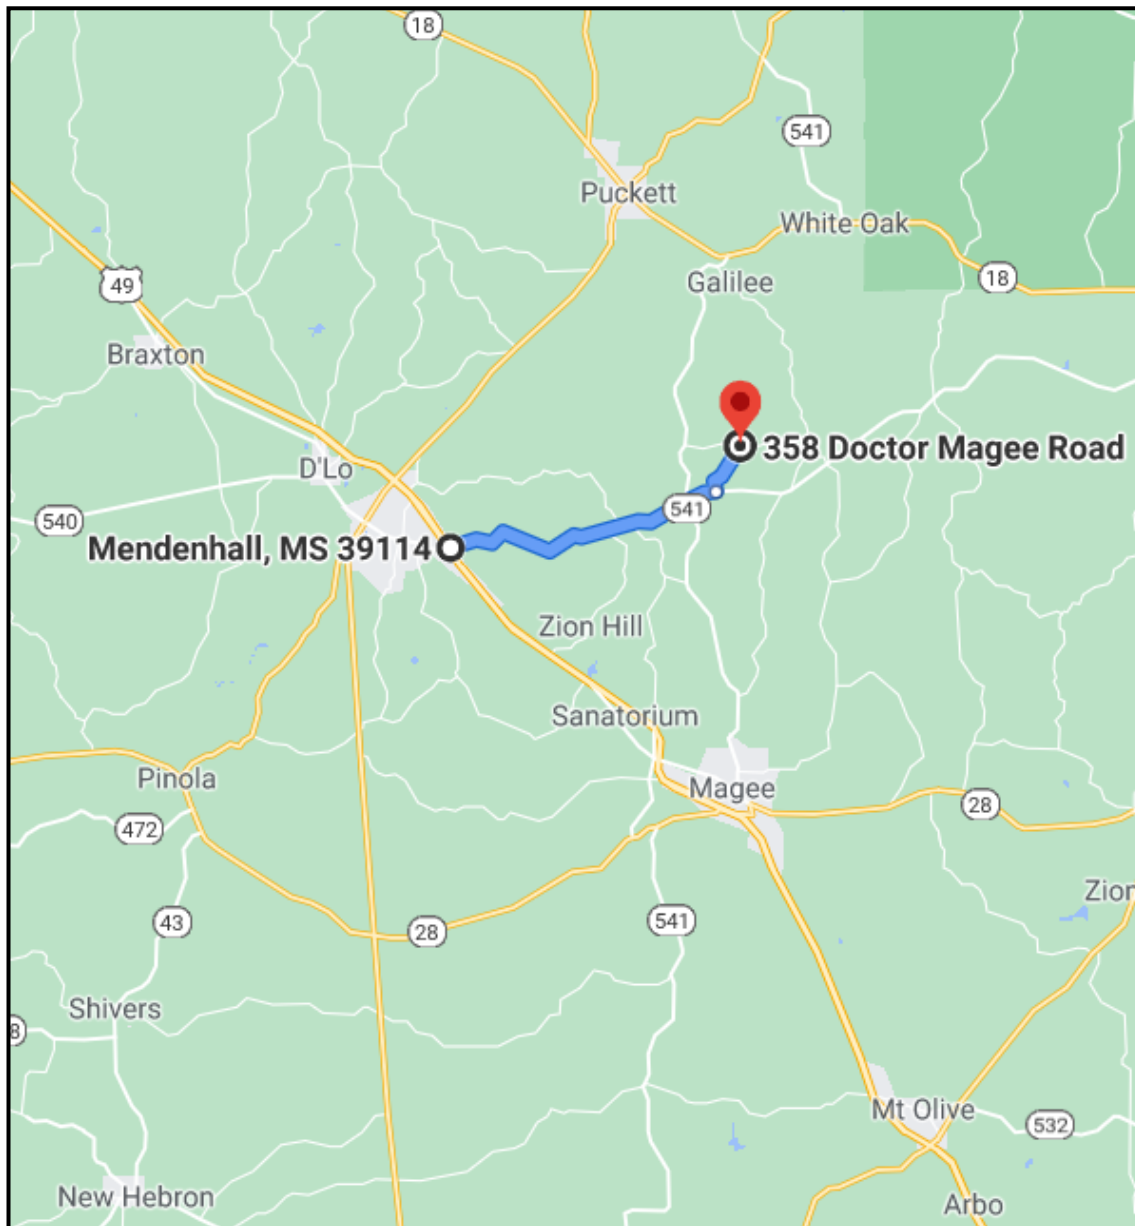 18
541
Puckett
White Oak
Galilee
18
49
Braxton
358 Doctor Magee Road
D'Lo
541
540
Mendenhall, MS 39114
Zion Hill
Sanatorium
Pinola
Magee
28
472
Zion
43
541
28
Shivers
8
Mt Olive
532
New Hebron
Arbo